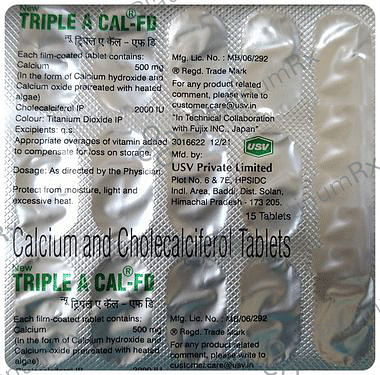 New
TRIPLE A CAL-FD®
न्यू ट्रिपल ए कॅल - एफ डि
Each film-coated tablet contains:
Calcium 500 mg
(In the form of Calcium hydroxide and
Calcium oxide pretreated with heated
algae)
Cholecalciferol IP 2000 IU
Colour: Titanium Dioxide IP
Excipients: q.s.
Appropriate overages of vitamin added
to compensate for loss on storage.
Dosage: As directed by the Physician.
Protect from moisture, light and
excessive heat.
Mfg. Lic. No.: MB/06/292
® Regd. Trade Mark
For any product related
comment, please write to
customer.care@usv.in
"In Technical Collaboration
with Fujix INC., Japan"
3016622 12/21
USV
Mfd. by:
USV Private Limited
Plot No. 6 & 7E, HPSIDC
Indl. Area, Baddi, Dist. Solan,
Himachal Pradesh - 173 205.
15 Tablets
Calcium and Cholecalciferol Tablets
New
TRIPLE A CAL-FD®
न्यू ट्रिपल ए कॅल - एफ डि
Each film-coated tablet contains:
Calcium 500 mg
(In the form of Calcium hydroxide and
Calcium oxide pretreated with heated
algae)
2000 IU
Mfg. Lic. No.: MB/06/292
® Regd. Trade Mark
For any product related
comment, please write to
customer.care@usv.in